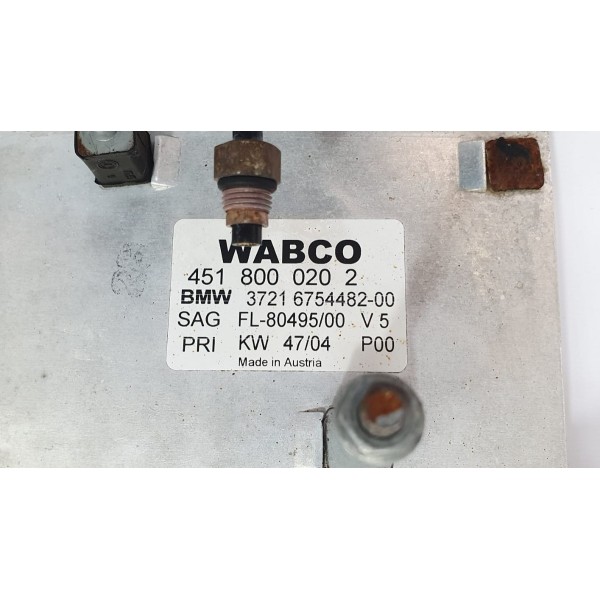 WABCO
451 800 020 2
BMW 3721 6754482-00
SAG FL-80495/00 V 5
PRI KW 47/04 P00
Made in Austria